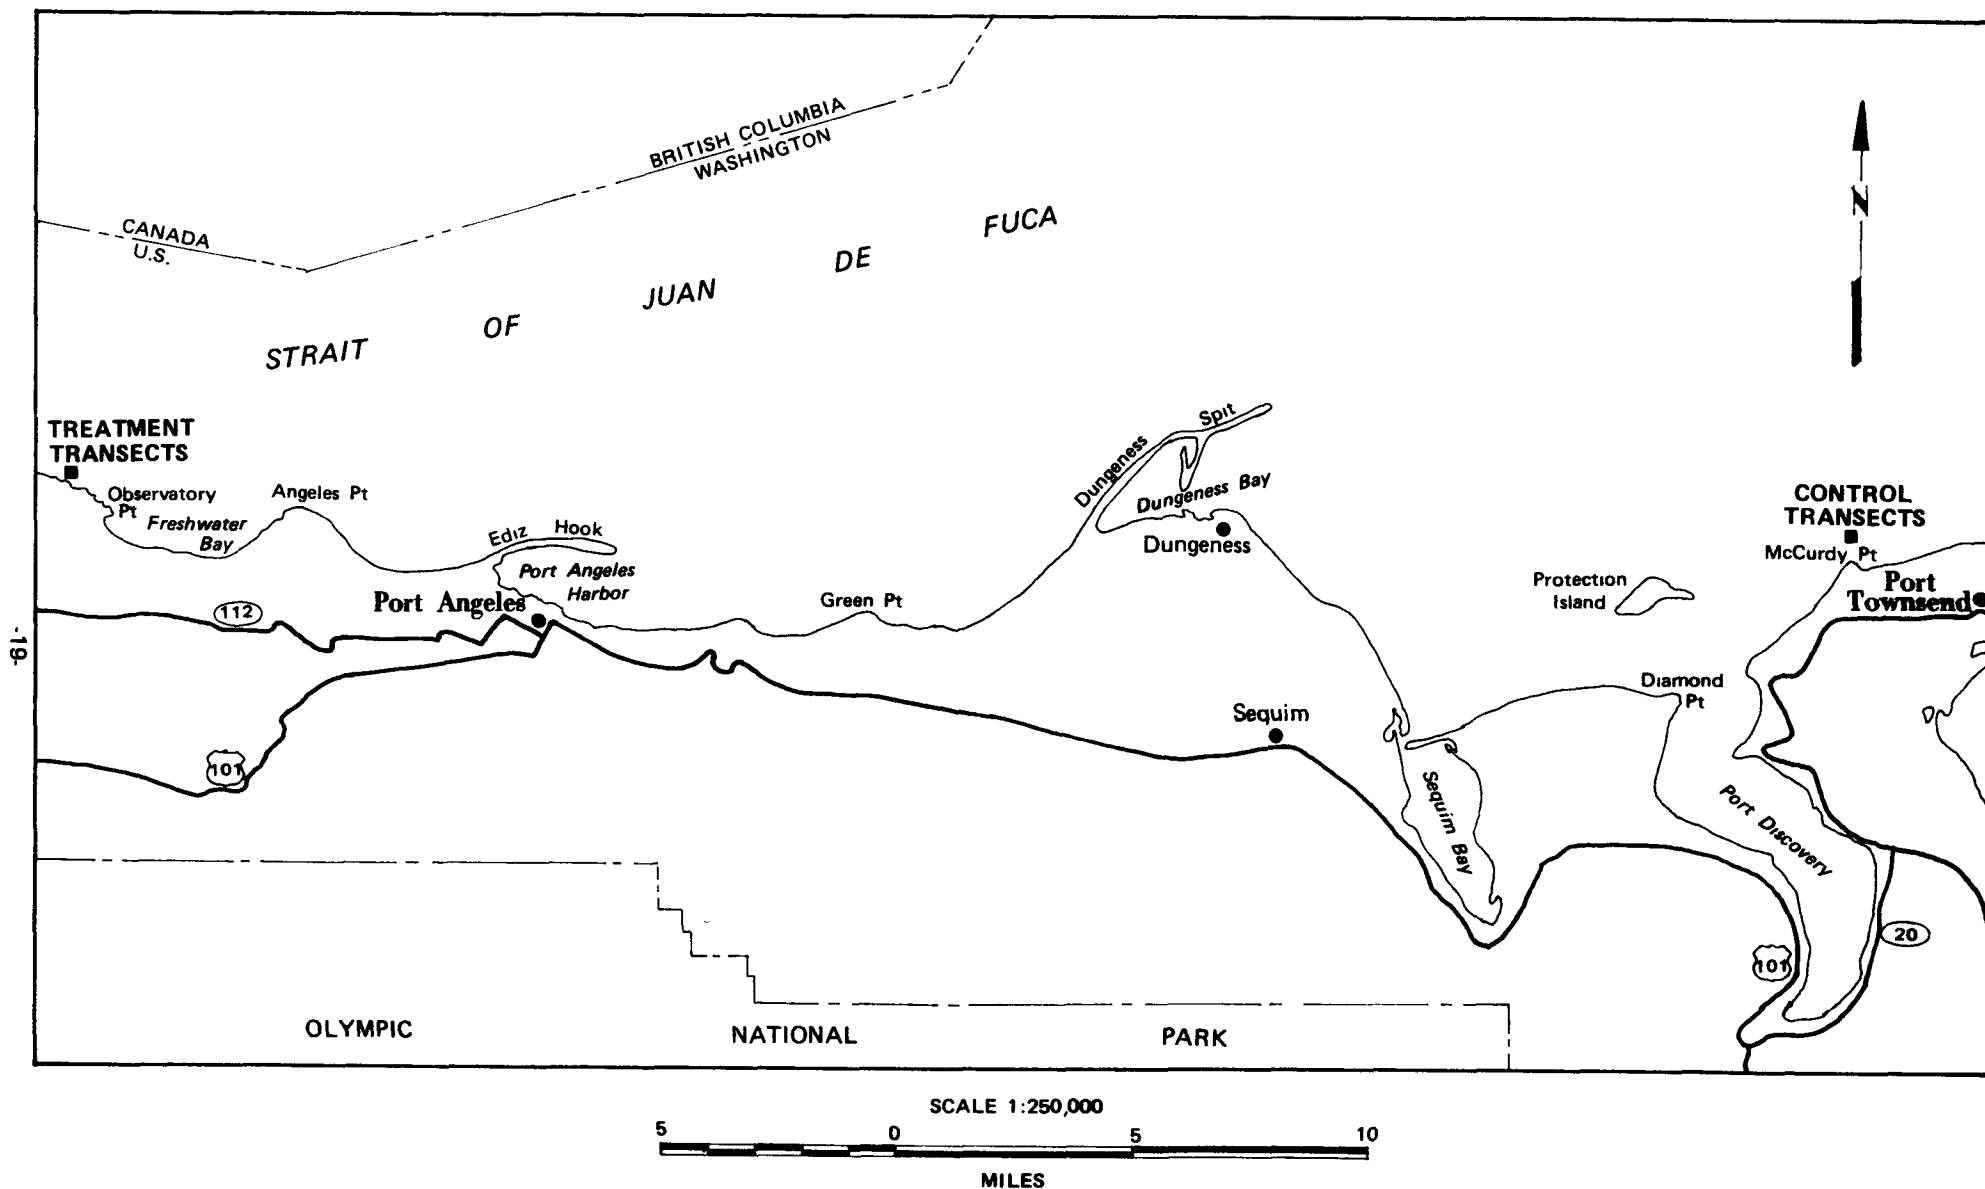 BRITISH COLUMBIA
WASHINGTON
CANADA
U.S.
N
STRAIT OF JUAN DE FUCA
TREATMENT
TRANSECTS
Observatory
Pt
Freshwater
Bay
Angeles Pt
Ediz Hook
Port Angeles
Harbor
Port Angeles
112
Green Pt
Dungeness Spit
Dungeness Bay
Dungeness
CONTROL
TRANSECTS
McCurdy Pt
Port
Townsend
Protection
Island
Diamond
Pt
Sequim
Sequim Bay
Port Discovery
101
101
20
-19-
OLYMPIC NATIONAL PARK
SCALE 1:250,000
5 0 5 10
MILES